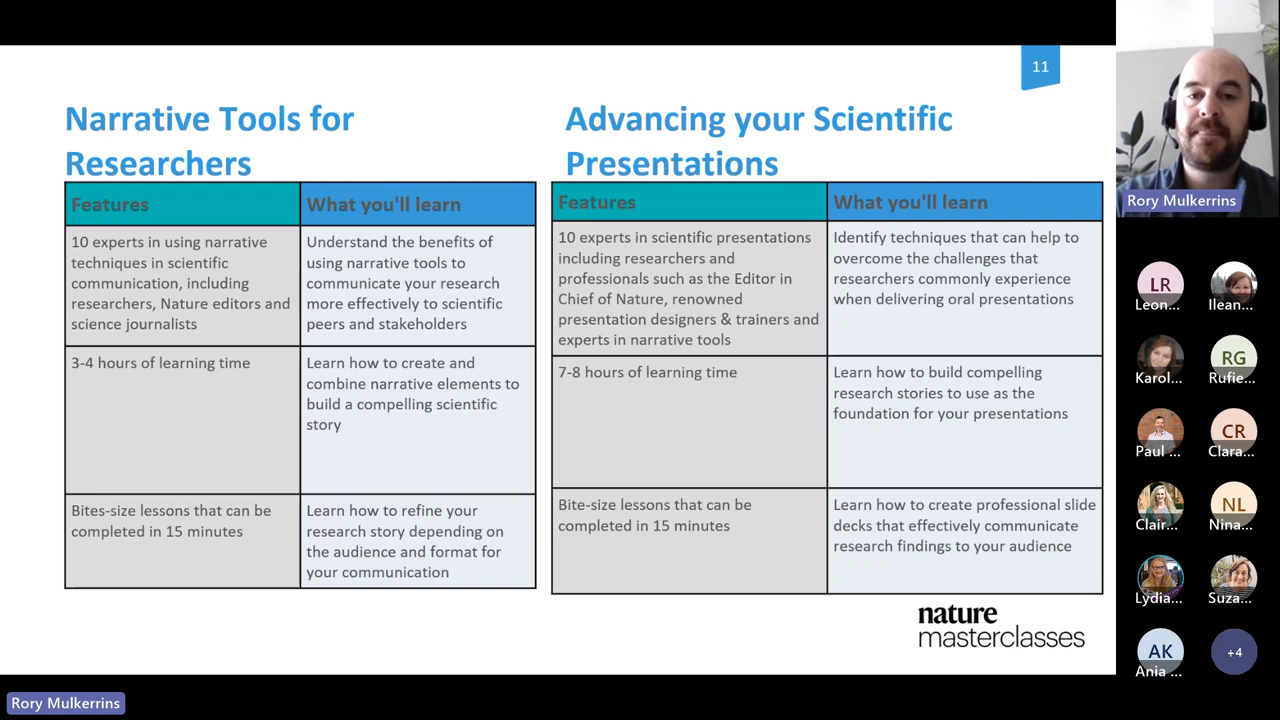 11
Narrative Tools for
Researchers
Features
What you'll learn
10 experts in using narrative
techniques in scientific
communication, including
researchers, Nature editors and
science journalists
Understand the benefits of
using narrative tools to
communicate your research
more effectively to scientific
peers and stakeholders
3-4 hours of learning time
Learn how to create and
combine narrative elements to
build a compelling scientific
story
Bites-size lessons that can be
completed in 15 minutes
Learn how to refine your
research story depending on
the audience and format for
your communication
Advancing your Scientific
Presentations
Features
What you'll learn
10 experts in scientific presentations
including researchers and
professionals such as the Editor in
Chief of Nature, renowned
presentation designers & trainers and
experts in narrative tools
Identify techniques that can help to
overcome the challenges that
researchers commonly experience
when delivering oral presentations
7-8 hours of learning time
Learn how to build compelling
research stories to use as the
foundation for your presentations
Bite-size lessons that can be
completed in 15 minutes
Learn how to create professional slide
decks that effectively communicate
research findings to your audience
nature
masterclasses
Rory Mulkerrins
Rory Mulkerrins
LR
Leon...
Ilean...
Karol...
RG
Rufie...
Paul ...
CR
Clara...
Clair...
NL
Nina...
Lydia...
Suza...
AK
Ania ...
+4